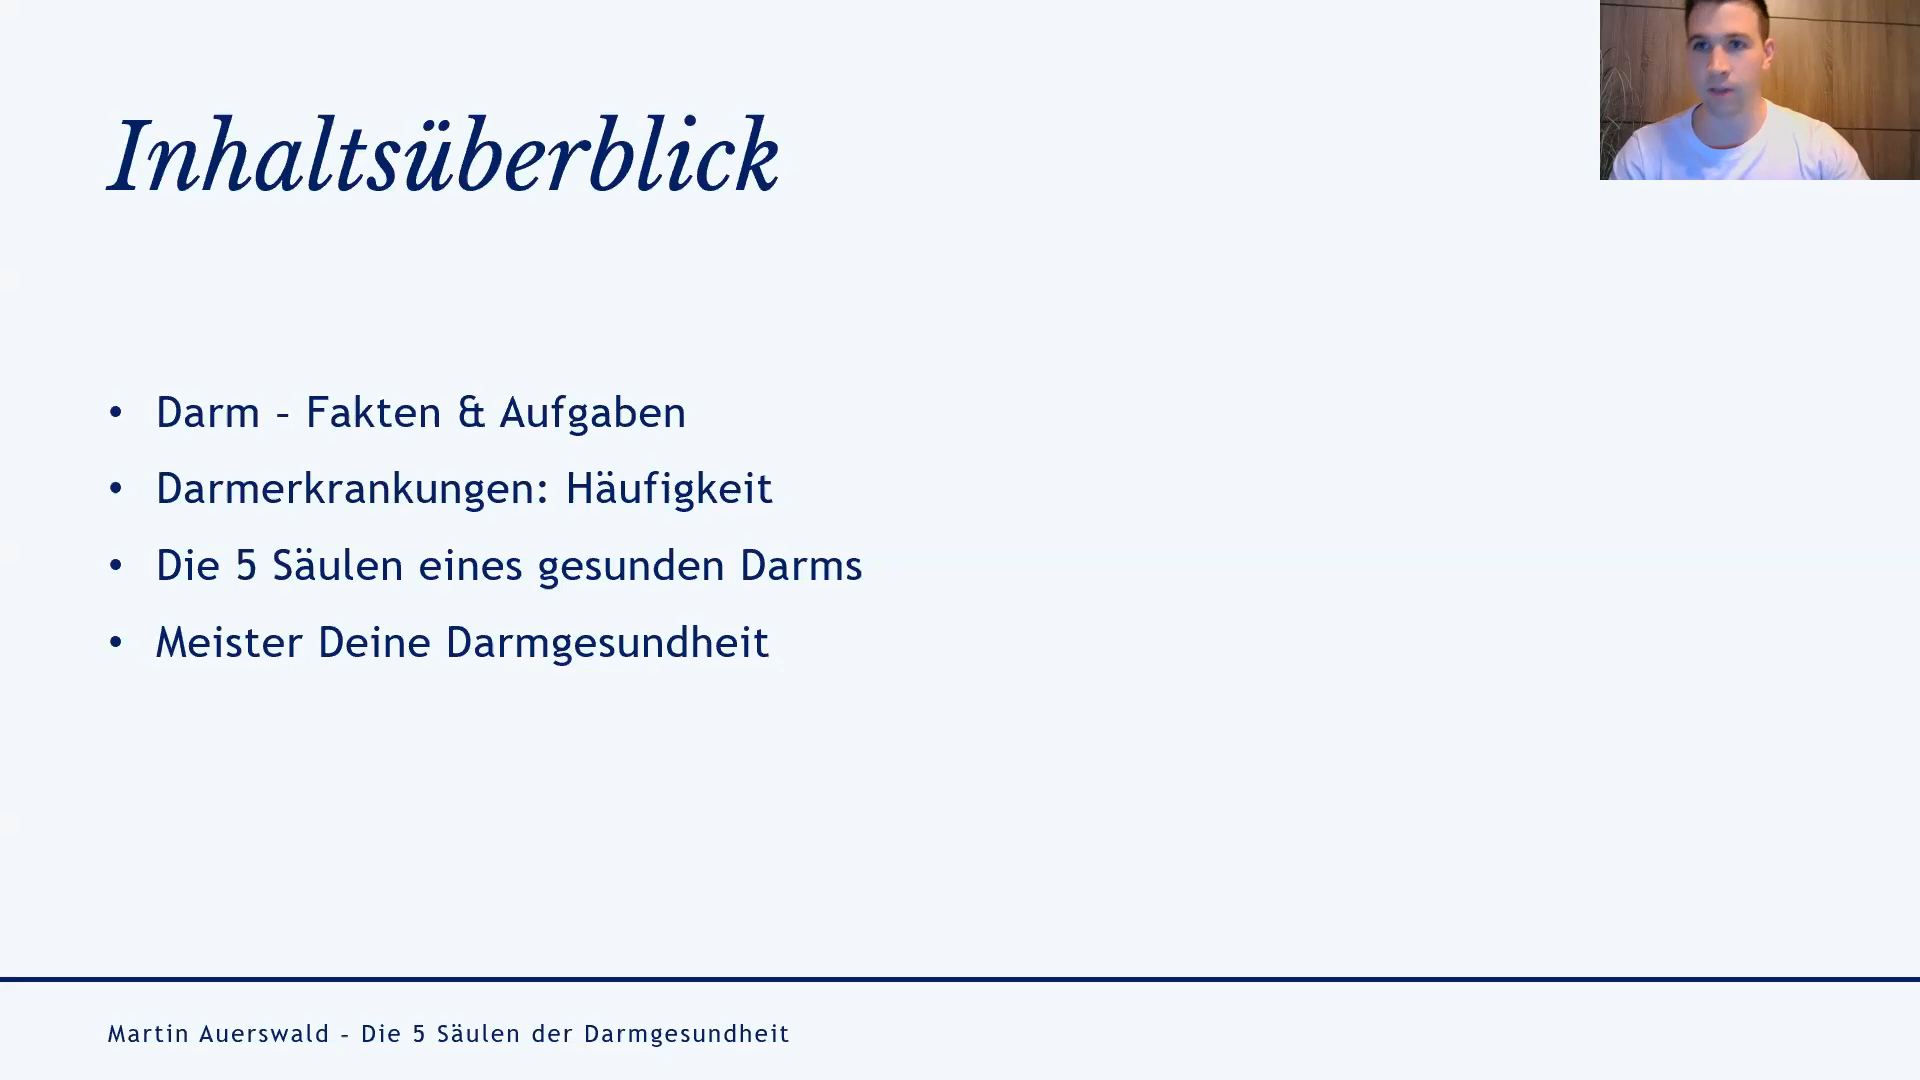 Inhaltsüberblick
• Darm – Fakten & Aufgaben
• Darmerkrankungen: Häufigkeit
• Die 5 Säulen eines gesunden Darms
• Meister Deine Darmgesundheit
Martin Auerswald – Die 5 Säulen der Darmgesundheit